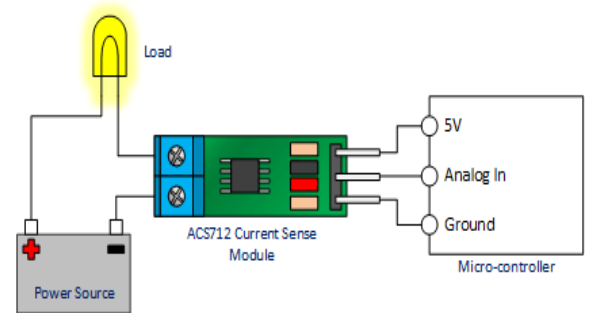 Load
5V
Analog In
Ground
ACS712 Current Sense
Module
Micro-controller
Power Source